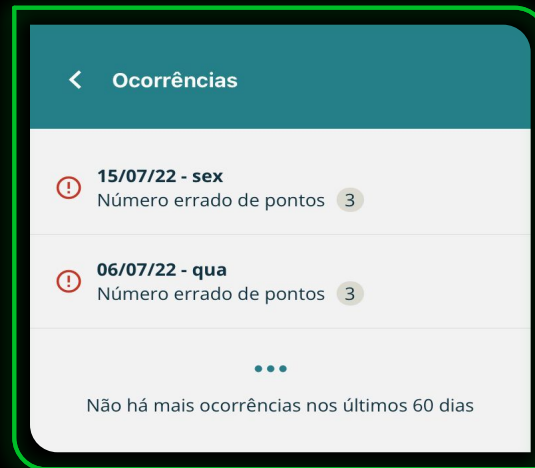 Ocorrências
15/07/22 - sex
Número errado de pontos 3
06/07/22 - qua
Número errado de pontos 3
Não há mais ocorrências nos últimos 60 dias